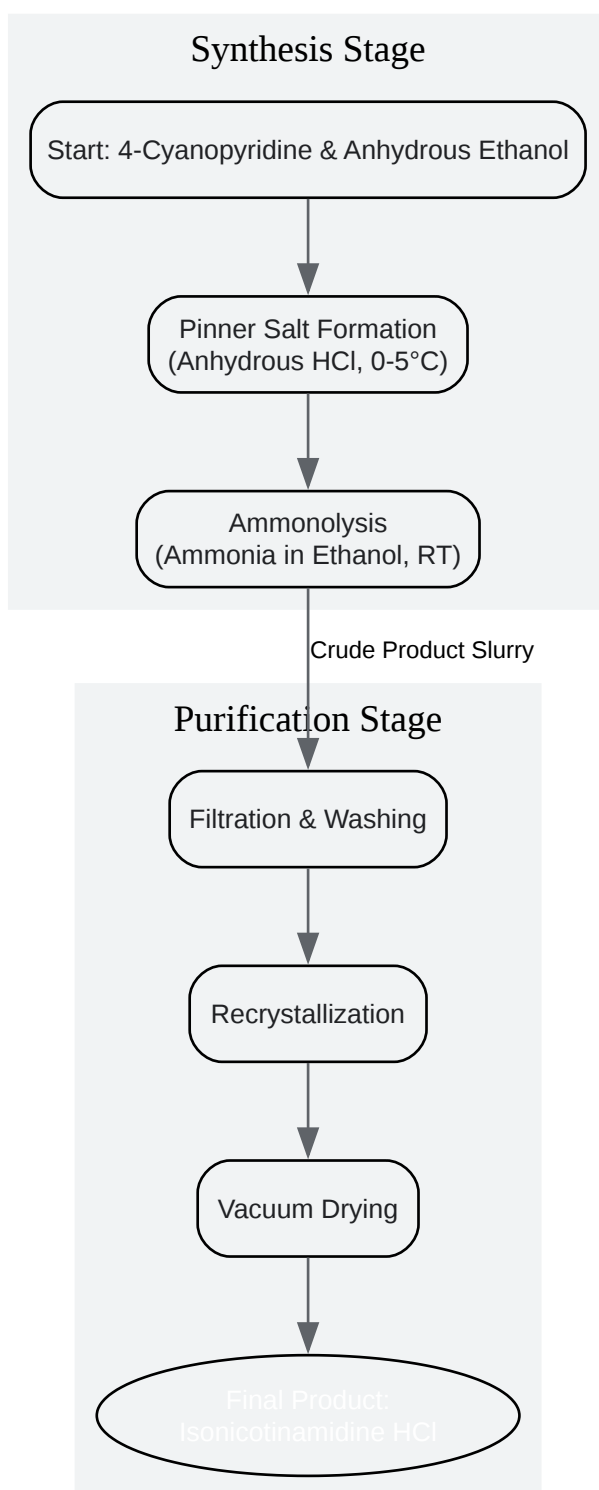 Synthesis Stage
Start: 4-Cyanopyridine & Anhydrous Ethanol
Pinner Salt Formation
(Anhydrous HCl, 0-5°C)
Ammonolysis
(Ammonia in Ethanol, RT)
Crude Product Slurry
Purification Stage
Filtration & Washing
Recrystallization
Vacuum Drying
Final Product:
Isonicotinamidine HCl